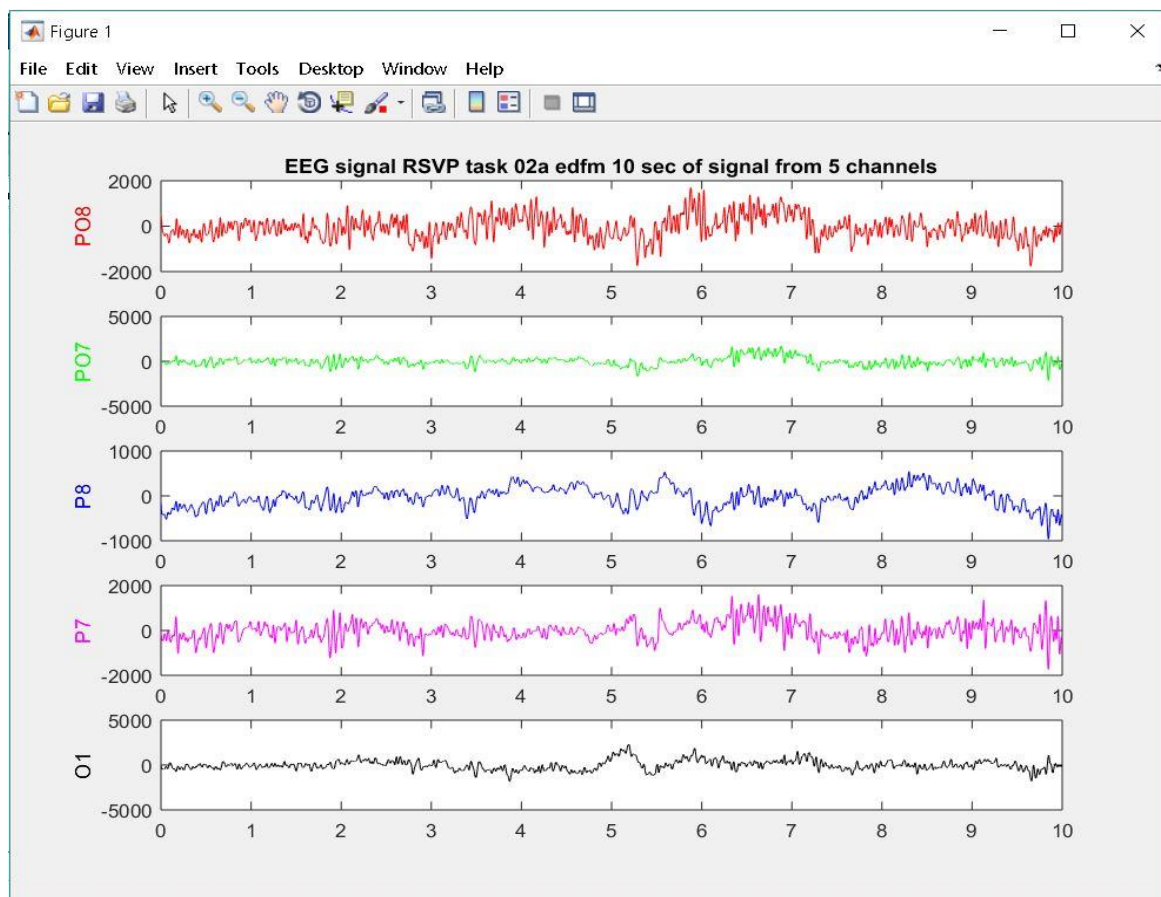 Figure 1
File Edit View Insert Tools Desktop Window Help
EEG signal RSVP task 02a edfm 10 sec of signal from 5 channels
2000
PO8
0
-2000
0 1 2 3 4 5 6 7 8 9 10
5000
PO7
0
-5000
0 1 2 3 4 5 6 7 8 9 10
1000
P8
0
-1000
0 1 2 3 4 5 6 7 8 9 10
2000
P7
0
-2000
0 1 2 3 4 5 6 7 8 9 10
5000
O1
0
-5000
0 1 2 3 4 5 6 7 8 9 10